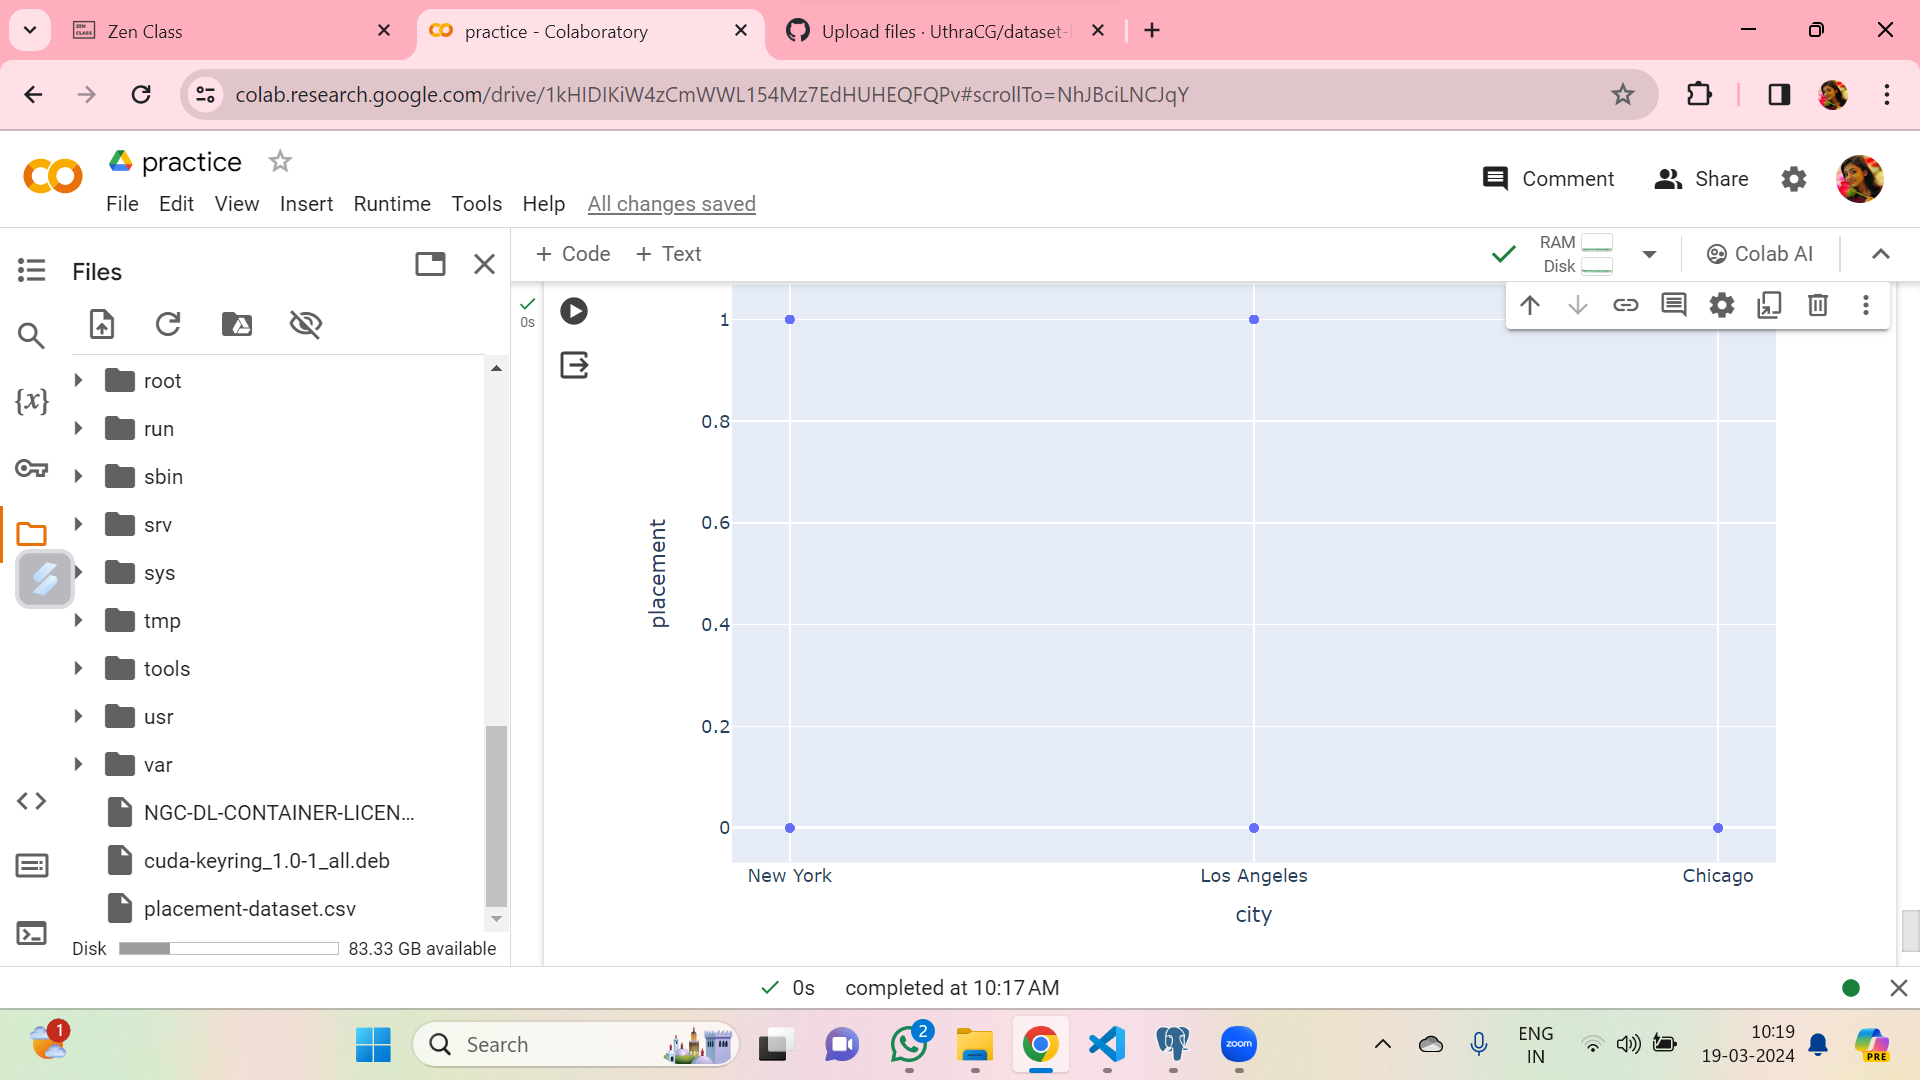 Zen Class
practice - Colaboratory
Upload files · UthraCG/dataset-
colab.research.google.com/drive/1kHIDIKiW4zCmWWL154Mz7EdHUHEQFQPv#scrollTo=NhJBciLNCJqY
practice
File Edit View Insert Runtime Tools Help All changes saved
Comment
Share
Files
+ Code + Text
RAM
Disk
Colab AI
0s
root
run
sbin
srv
sys
tmp
tools
usr
var
NGC-DL-CONTAINER-LICEN...
cuda-keyring_1.0-1_all.deb
placement-dataset.csv
Disk
83.33 GB available
1
0.8
0.6
0.4
0.2
0
placement
New York
Los Angeles
Chicago
city
0s completed at 10:17 AM
1
Search
2
zoom
ENG
IN
10:19
19-03-2024
PRE